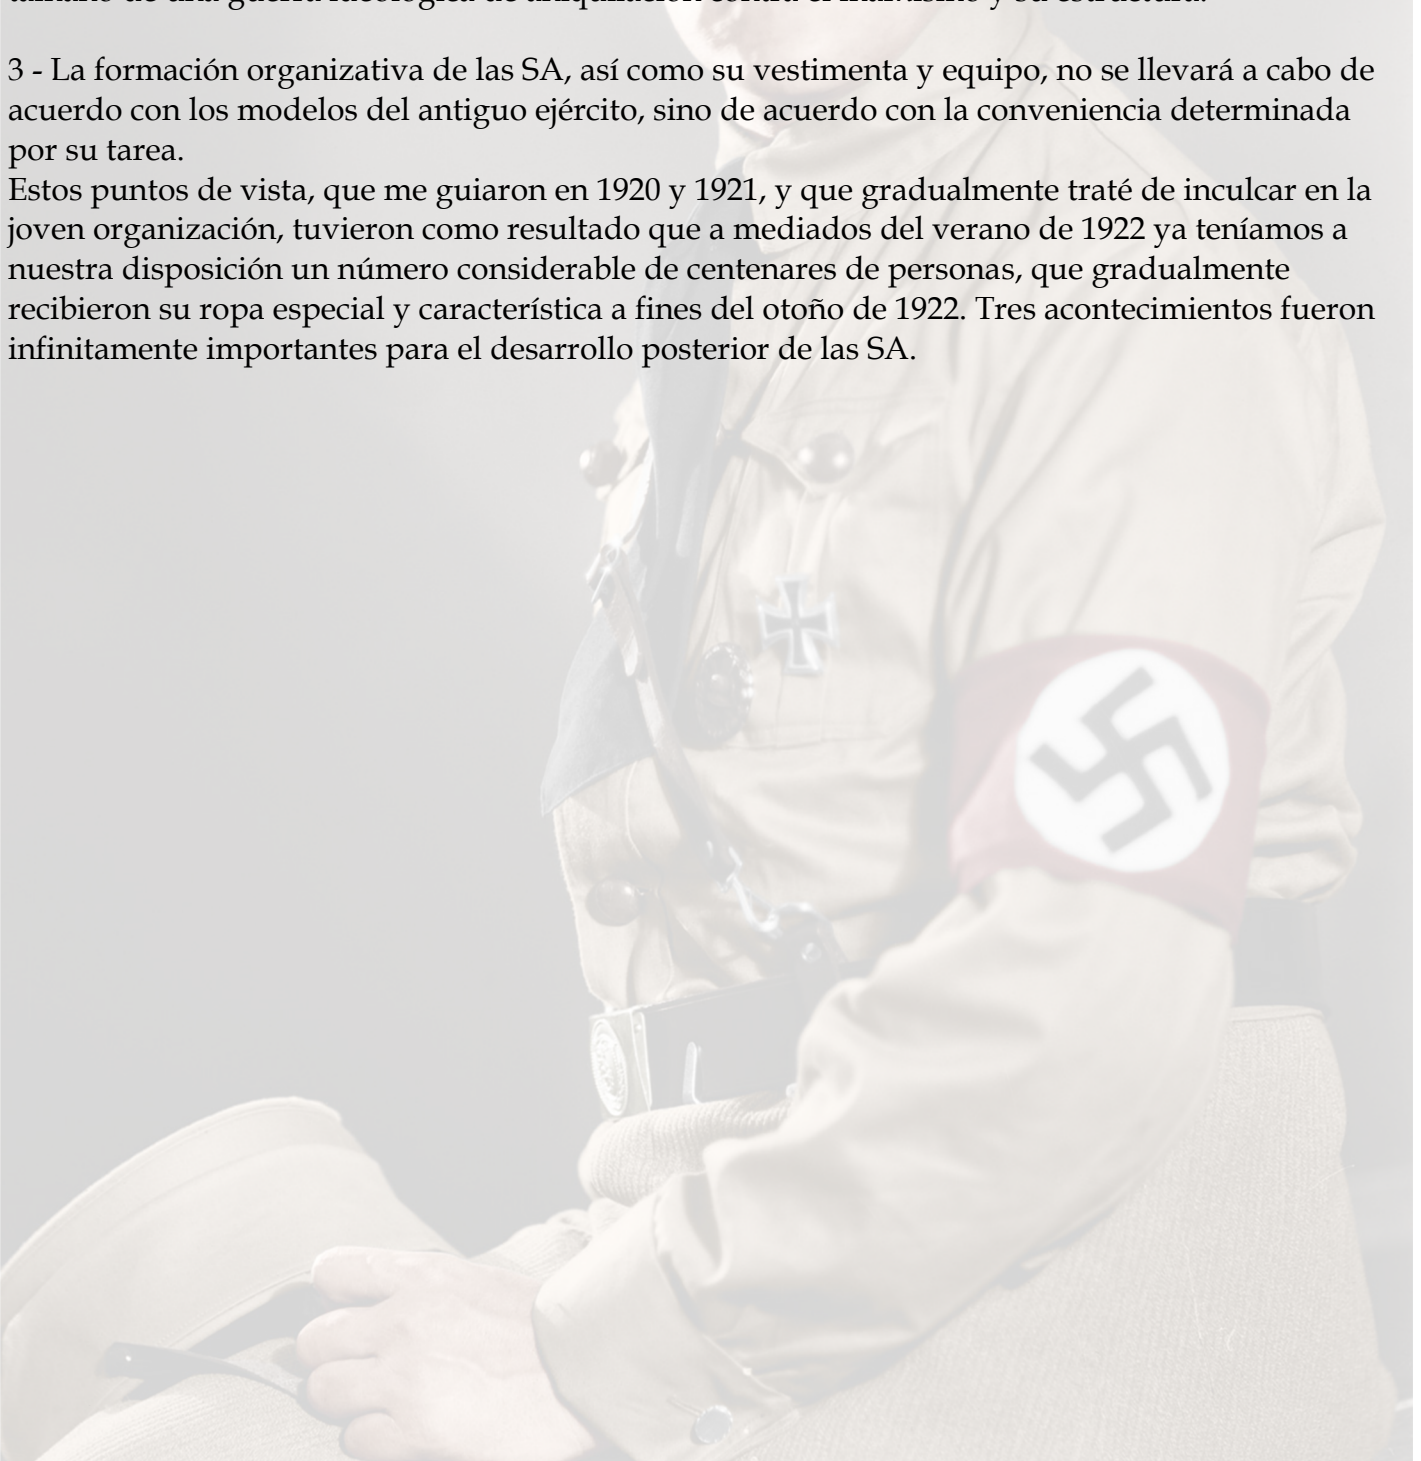 tamaño de una guerra ideológica de aniquilación contra el marxismo y su estructura.
3 - La formación organizativa de las SA, así como su vestimenta y equipo, no se llevará a cabo de
acuerdo con los modelos del antiguo ejército, sino de acuerdo con la conveniencia determinada
por su tarea.
Estos puntos de vista, que me guiaron en 1920 y 1921, y que gradualmente traté de inculcar en la
joven organización, tuvieron como resultado que a mediados del verano de 1922 ya teníamos a
nuestra disposición un número considerable de centenares de personas, que gradualmente
recibieron su ropa especial y característica a fines del otoño de 1922. Tres acontecimientos fueron
infinitamente importantes para el desarrollo posterior de las SA.